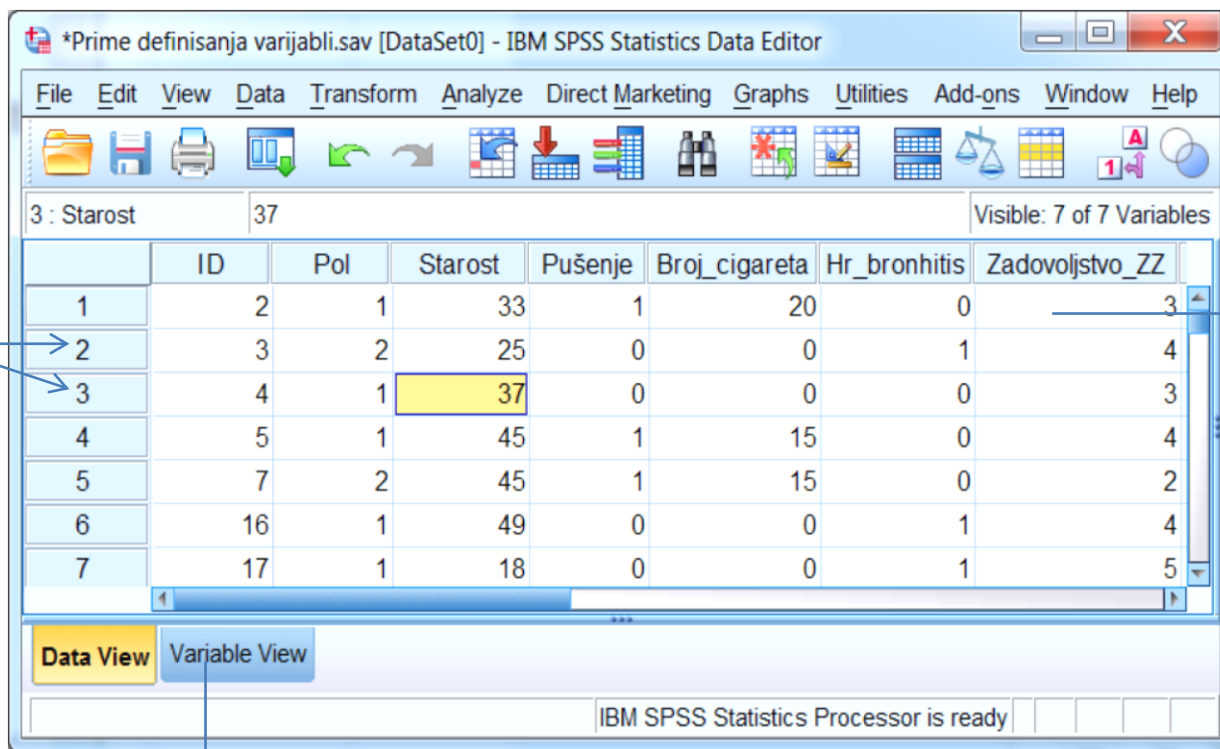 *Prime definisanja varijabli.sav [DataSet0] - IBM SPSS Statistics Data Editor
File Edit View Data Transform Analyze Direct Marketing Graphs Utilities Add-ons Window Help
A
1
3 : Starost 37 Visible: 7 of 7 Variables
ID Pol Starost Pušenje Broj_cigareta Hr_bronhitis Zadovoljstvo_ZZ
1 2 1 33 1 20 0 3
2 3 2 25 0 0 1 4
3 4 1 37 0 0 0 3
4 5 1 45 1 15 0 4
5 7 2 45 1 15 0 2
6 16 1 49 0 0 1 4
7 17 1 18 0 0 1 5
Data View Variable View
IBM SPSS Statistics Processor is ready